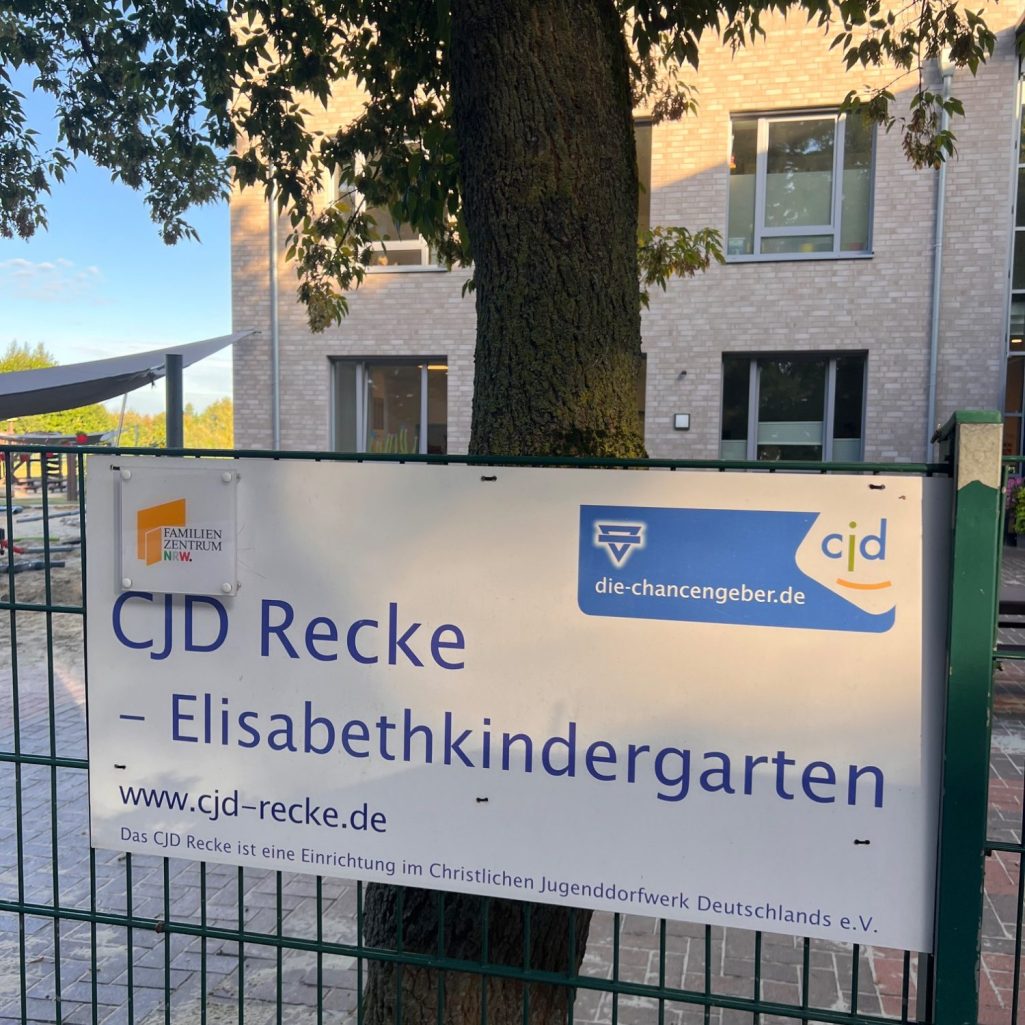 FAMILIEN
ZENTRUM
NRW.
die-chancengeber.de
cjd
CJD Recke
– Elisabethkindergarten
www.cjd-recke.de
Das CJD Recke ist eine Einrichtung im Christlichen Jugenddorfwerk Deutschlands e.V.